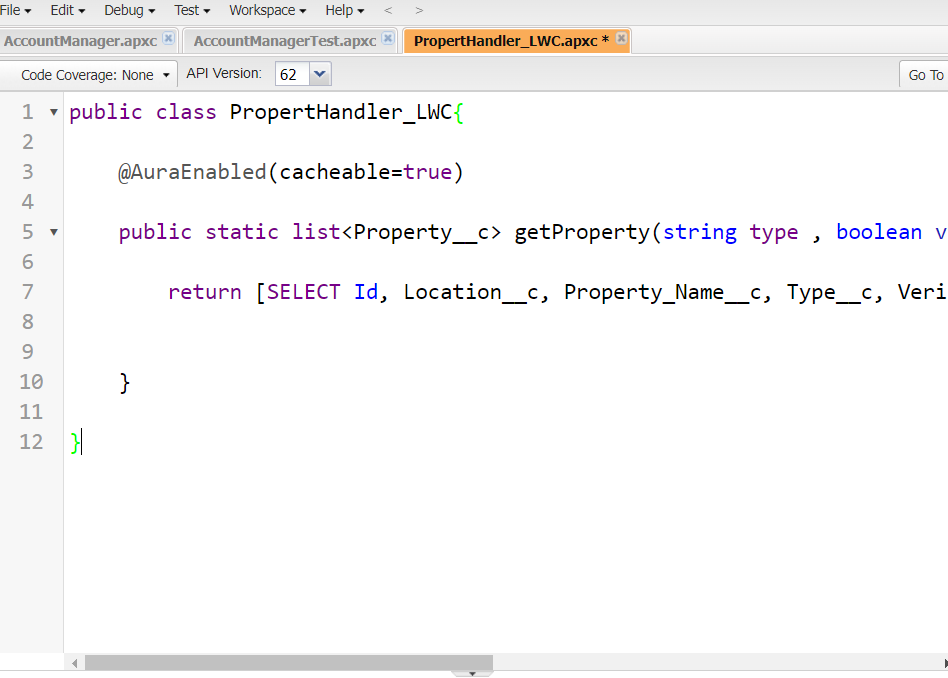 File Edit Debug Test Workspace Help < >
AccountManager.apxc AccountManagerTest.apxc PropertHandler_LWC.apxc *
Code Coverage: None API Version: 62 Go To
1 public class PropertHandler_LWC{
2
3 @AuraEnabled(cacheable=true)
4
5 public static list<Property__c> getProperty(string type , boolean v
6
7 return [SELECT Id, Location__c, Property_Name__c, Type__c, Veri
8
9
10 }
11
12 }